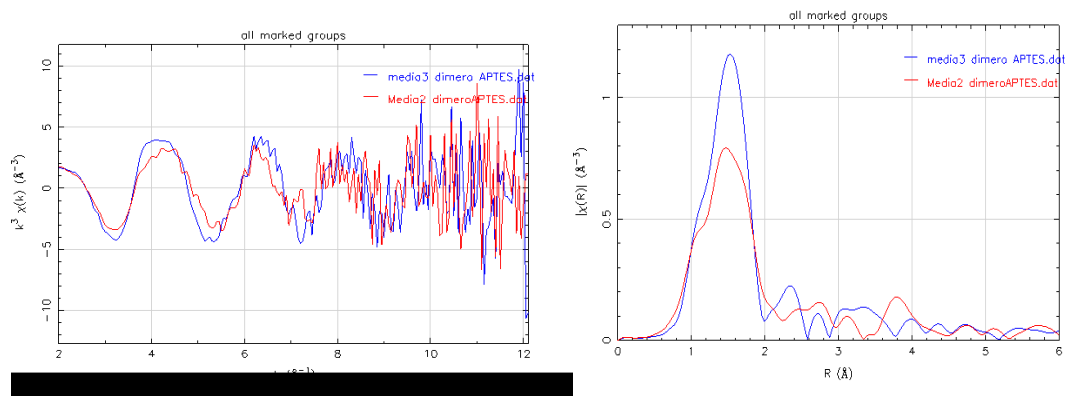 all marked groups
media3 dimera APTES.dat
Media2 dimeroAPTES.dat
k³ χ(k) (Å⁻³)
10
5
0
−5
−10
2
4
6
8
10
12
all marked groups
media3 dimera APTES.dat
Media2 dimeroAPTES.dat
|χ(R)| (Å⁻³)
1
0.5
0
0
1
2
3
4
5
6
R (Å)